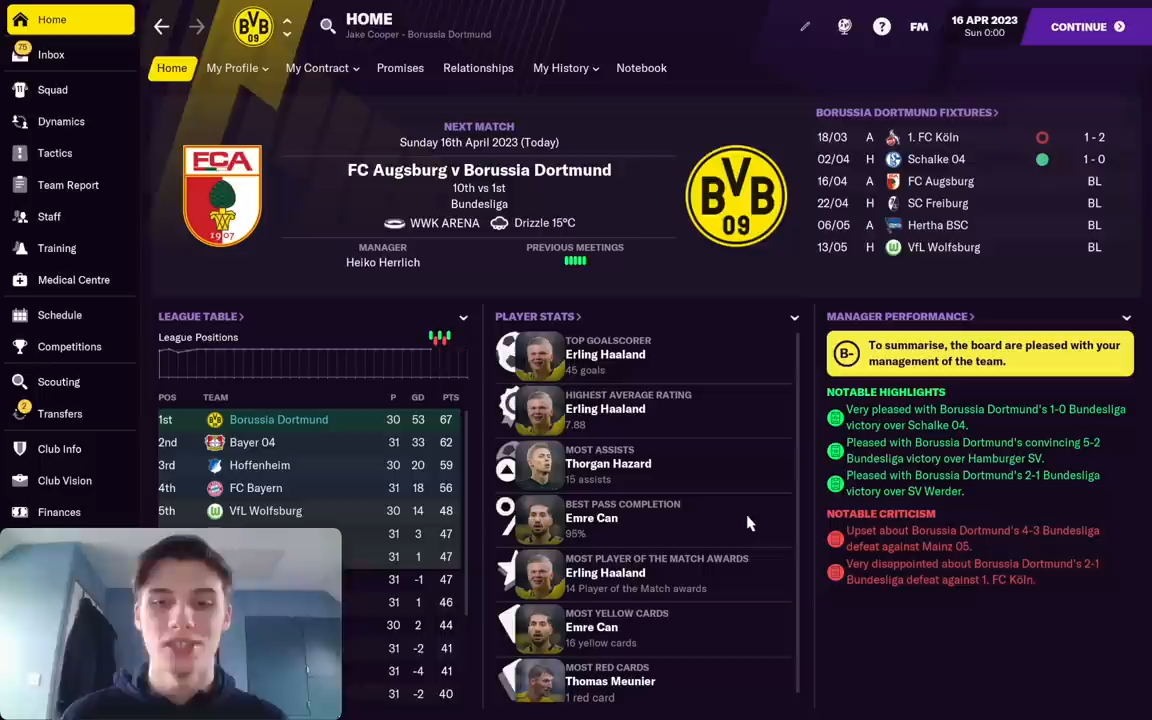 Home
75
Inbox
Squad
Dynamics
Tactics
Team Report
Staff
Training
Medical Centre
Schedule
Competitions
Scouting
2
Transfers
Club Info
Club Vision
Finances
BVB
09
HOME
Jake Cooper - Borussia Dortmund
?
FM
16 APR 2023
Sun 0:00
CONTINUE
Home
My Profile
My Contract
Promises
Relationships
My History
Notebook
FCA
1907
NEXT MATCH
Sunday 16th April 2023 (Today)
FC Augsburg v Borussia Dortmund
10th vs 1st
Bundesliga
WWK ARENA
Drizzle 15°C
MANAGER
Heiko Herrlich
PREVIOUS MEETINGS
BVB
09
BORUSSIA DORTMUND FIXTURES>
18/03 A 1. FC Köln 1 - 2
02/04 H Schalke 04 1 - 0
16/04 A FC Augsburg BL
22/04 H SC Freiburg BL
06/05 A Hertha BSC BL
13/05 H VfL Wolfsburg BL
LEAGUE TABLE>
League Positions
POS TEAM P GD PTS
1st Borussia Dortmund 30 53 67
2nd Bayer 04 31 33 62
3rd Hoffenheim 30 20 59
4th FC Bayern 31 18 56
5th VfL Wolfsburg 30 14 48
31 3 47
31 1 47
31 -1 47
31 1 46
30 2 44
31 -2 41
31 -4 41
31 -2 40
PLAYER STATS>
TOP GOALSCORER
Erling Haaland
45 goals
HIGHEST AVERAGE RATING
Erling Haaland
7.88
MOST ASSISTS
Thorgan Hazard
15 assists
BEST PASS COMPLETION
Emre Can
95%
MOST PLAYER OF THE MATCH AWARDS
Erling Haaland
14 Player of the Match awards
MOST YELLOW CARDS
Emre Can
16 yellow cards
MOST RED CARDS
Thomas Meunier
1 red card
MANAGER PERFORMANCE>
B-
To summarise, the board are pleased with your
management of the team.
NOTABLE HIGHLIGHTS
Very pleased with Borussia Dortmund's 1-0 Bundesliga
victory over Schalke 04.
Pleased with Borussia Dortmund's convincing 5-2
Bundesliga victory over Hamburger SV.
Pleased with Borussia Dortmund's 2-1 Bundesliga
victory over SV Werder.
NOTABLE CRITICISM
Upset about Borussia Dortmund's 4-3 Bundesliga
defeat against Mainz 05.
Very disappointed about Borussia Dortmund's 2-1
Bundesliga defeat against 1. FC Köln.